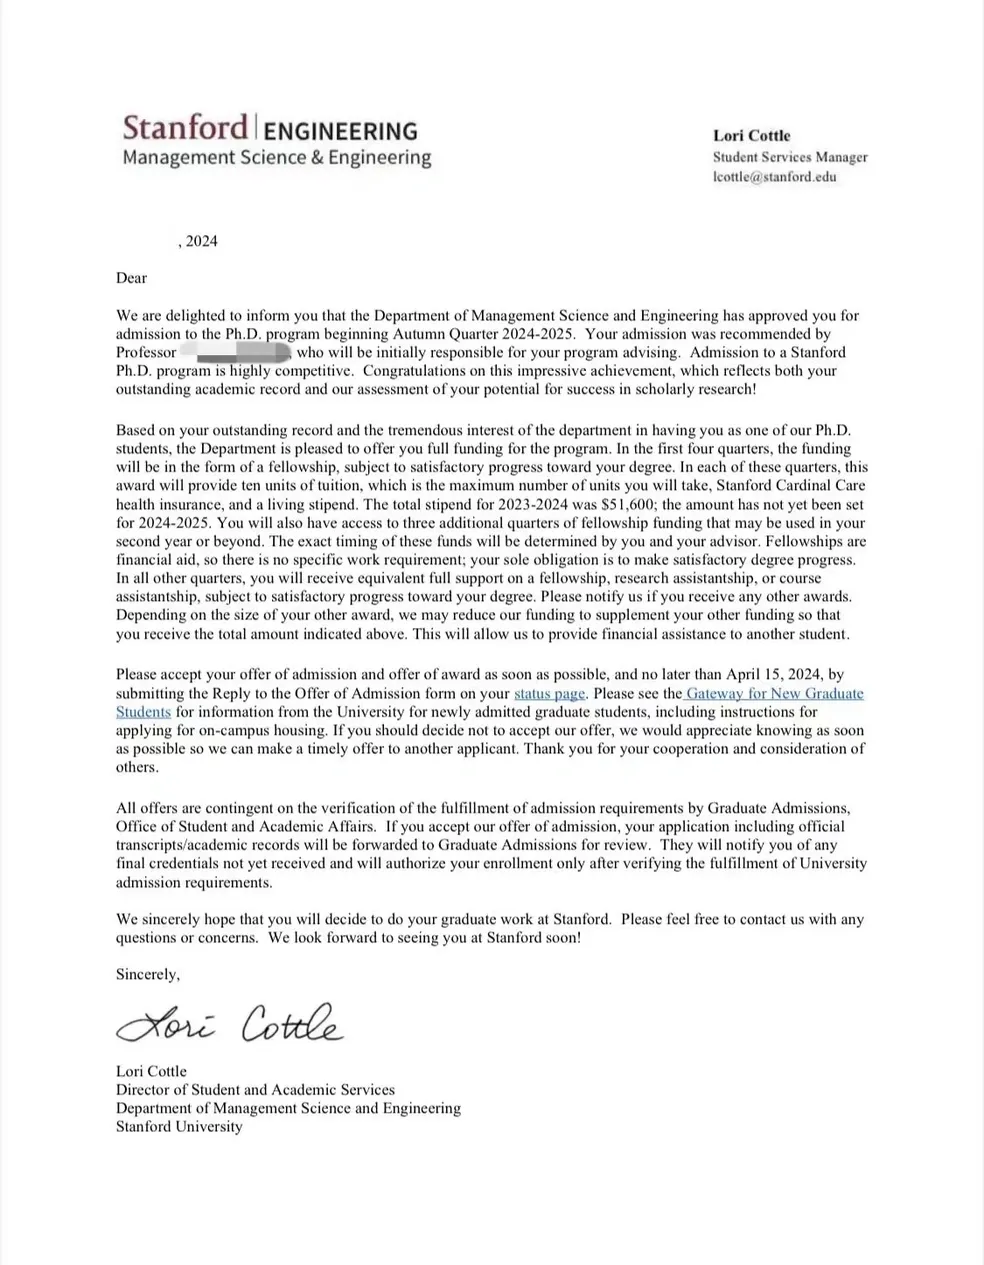 Stanford | ENGINEERING
Management Science & Engineering
Lori Cottle
Student Services Manager
lcottle@stanford.edu
, 2024
Dear
We are delighted to inform you that the Department of Management Science and Engineering has approved you for
admission to the Ph.D. program beginning Autumn Quarter 2024-2025.  Your admission was recommended by
Professor , who will be initially responsible for your program advising.  Admission to a Stanford
Ph.D. program is highly competitive.  Congratulations on this impressive achievement, which reflects both your
outstanding academic record and our assessment of your potential for success in scholarly research!
Based on your outstanding record and the tremendous interest of the department in having you as one of our Ph.D.
students, the Department is pleased to offer you full funding for the program. In the first four quarters, the funding
will be in the form of a fellowship, subject to satisfactory progress toward your degree. In each of these quarters, this
award will provide ten units of tuition, which is the maximum number of units you will take, Stanford Cardinal Care
health insurance, and a living stipend. The total stipend for 2023-2024 was $51,600; the amount has not yet been set
for 2024-2025. You will also have access to three additional quarters of fellowship funding that may be used in your
second year or beyond. The exact timing of these funds will be determined by you and your advisor. Fellowships are
financial aid, so there is no specific work requirement; your sole obligation is to make satisfactory degree progress.
In all other quarters, you will receive equivalent full support on a fellowship, research assistantship, or course
assistantship, subject to satisfactory progress toward your degree. Please notify us if you receive any other awards.
Depending on the size of your other award, we may reduce our funding to supplement your other funding so that
you receive the total amount indicated above. This will allow us to provide financial assistance to another student.
Please accept your offer of admission and offer of award as soon as possible, and no later than April 15, 2024, by
submitting the Reply to the Offer of Admission form on your status page. Please see the Gateway for New Graduate
Students for information from the University for newly admitted graduate students, including instructions for
applying for on-campus housing. If you should decide not to accept our offer, we would appreciate knowing as soon
as possible so we can make a timely offer to another applicant. Thank you for your cooperation and consideration of
others.
All offers are contingent on the verification of the fulfillment of admission requirements by Graduate Admissions,
Office of Student and Academic Affairs.  If you accept our offer of admission, your application including official
transcripts/academic records will be forwarded to Graduate Admissions for review.  They will notify you of any
final credentials not yet received and will authorize your enrollment only after verifying the fulfillment of University
admission requirements.
We sincerely hope that you will decide to do your graduate work at Stanford.  Please feel free to contact us with any
questions or concerns.  We look forward to seeing you at Stanford soon!
Sincerely,
Lori Cottle
Lori Cottle
Director of Student and Academic Services
Department of Management Science and Engineering
Stanford University